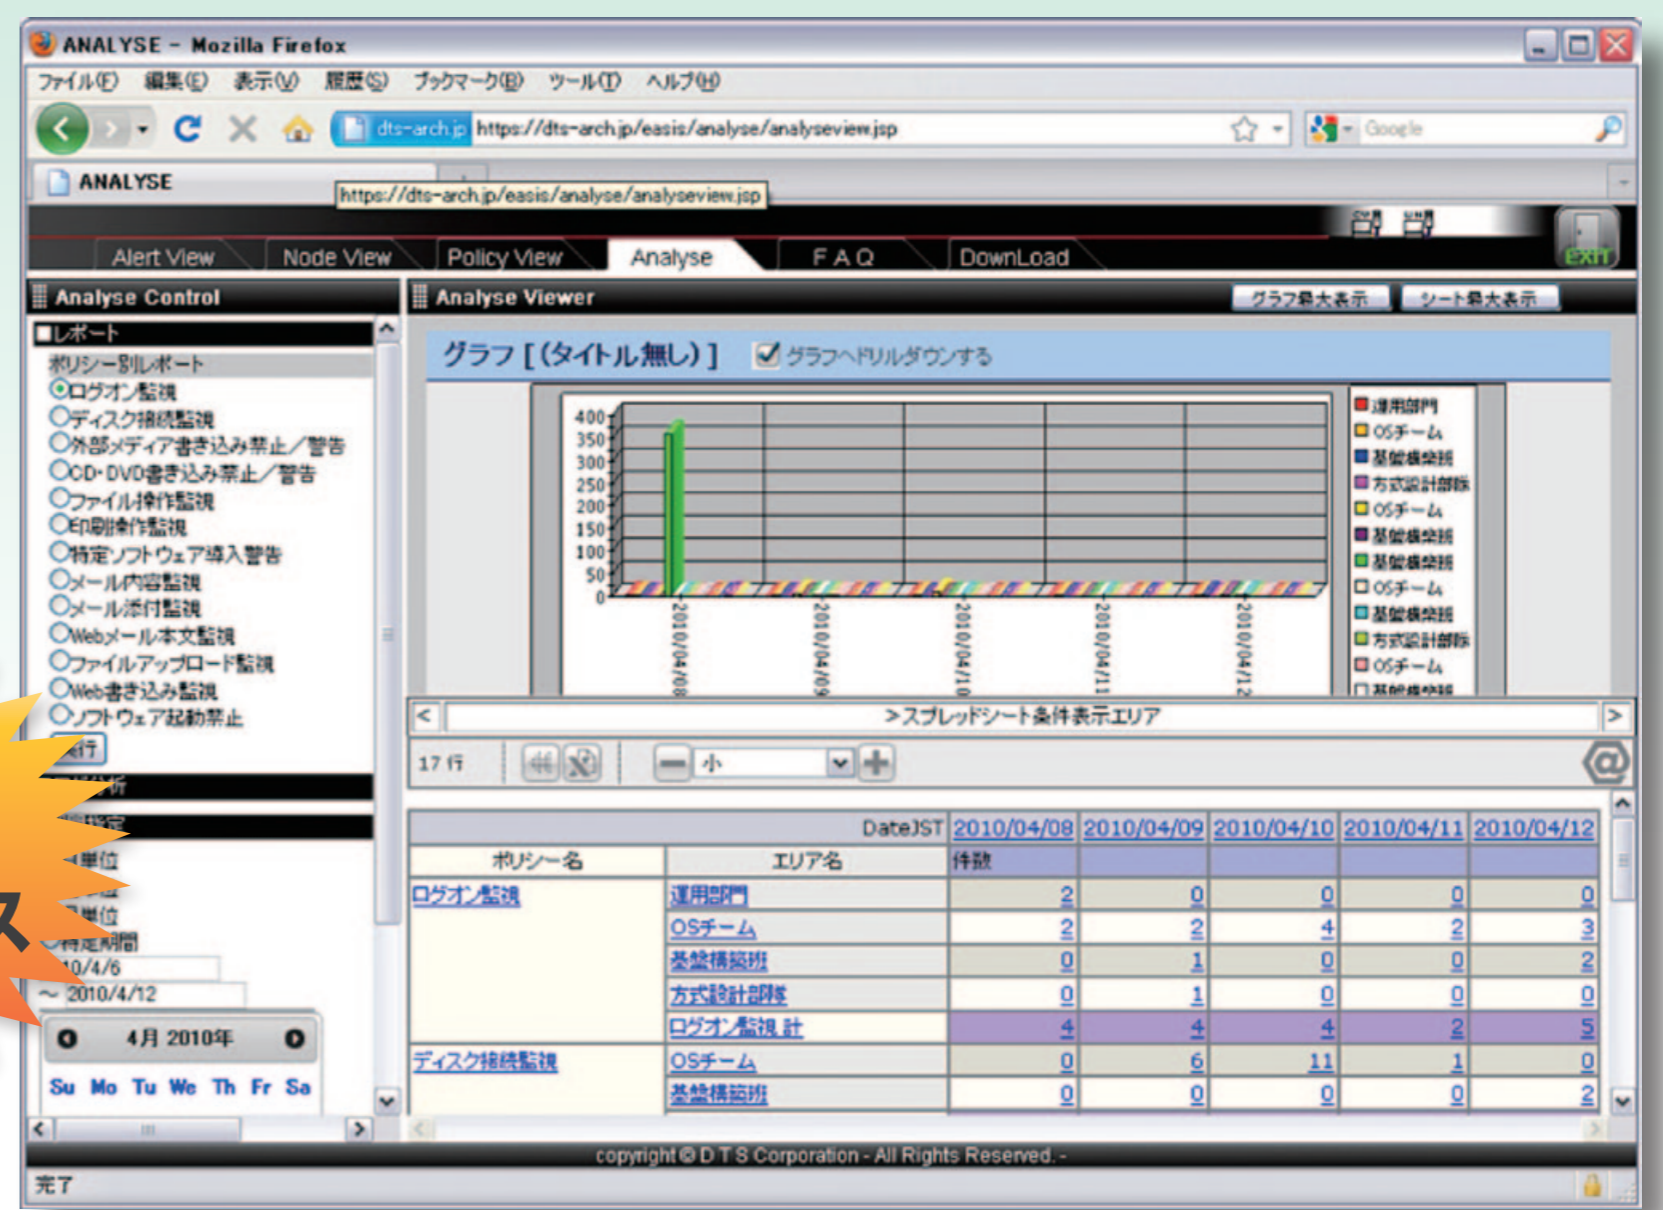 ANALYSE - Mozilla Firefox
ファイル(F) 編集(E) 表示(V) 履歴(S) ブックマーク(B) ツール(T) ヘルプ(H)
dts-arch.jp https://dts-arch.jp/easis/analyse/analyseview.jsp Google
ANALYSE
https://dts-arch.jp/easis/analyse/analyseview.jsp
Alert View Node View Policy View Analyse F A Q DownLoad EXIT
Analyse Control
■レポート
ポリシー別レポート
ログオン監視
ディスク接続監視
外部メディア書き込み禁止／警告
CD・DVD書き込み禁止／警告
ファイル操作監視
印刷操作監視
特定ソフトウェア導入警告
メール内容監視
メール添付監視
Webメール本文監視
ファイルアップロード監視
Web書き込み監視
ソフトウェア起動禁止
行
析
指定
単位
単位
特定期間
10/4/6
～ 2010/4/12
4月 2010年
Su Mo Tu We Th Fr Sa
ス
Analyse Viewer グラフ最大表示 シート最大表示
グラフ [ (タイトル無し) ] グラフへドリルダウンする
400
350
300
250
200
150
100
50
0
2010/04/08
2010/04/09
2010/04/10
2010/04/11
2010/04/12
運用部門
OSチーム
基盤構築班
方式設計部隊
OSチーム
基盤構築班
基盤構築班
OSチーム
基盤構築班
方式設計部隊
OSチーム
基盤構築班
< >スプレッドシート条件表示エリア >
17 行 小 @
DateJST 2010/04/08 2010/04/09 2010/04/10 2010/04/11 2010/04/12
ポリシー名 エリア名 件数
ログオン監視 運用部門 2 0 0 0 0
OSチーム 2 2 4 2 3
基盤構築班 0 1 0 0 2
方式設計部隊 0 1 0 0 0
ログオン監視 計 4 4 4 2 5
ディスク接続監視 OSチーム 0 6 11 1 0
基盤構築班 0 0 0 0 2
copyright © D T S Corporation - All Rights Reserved. -
完了